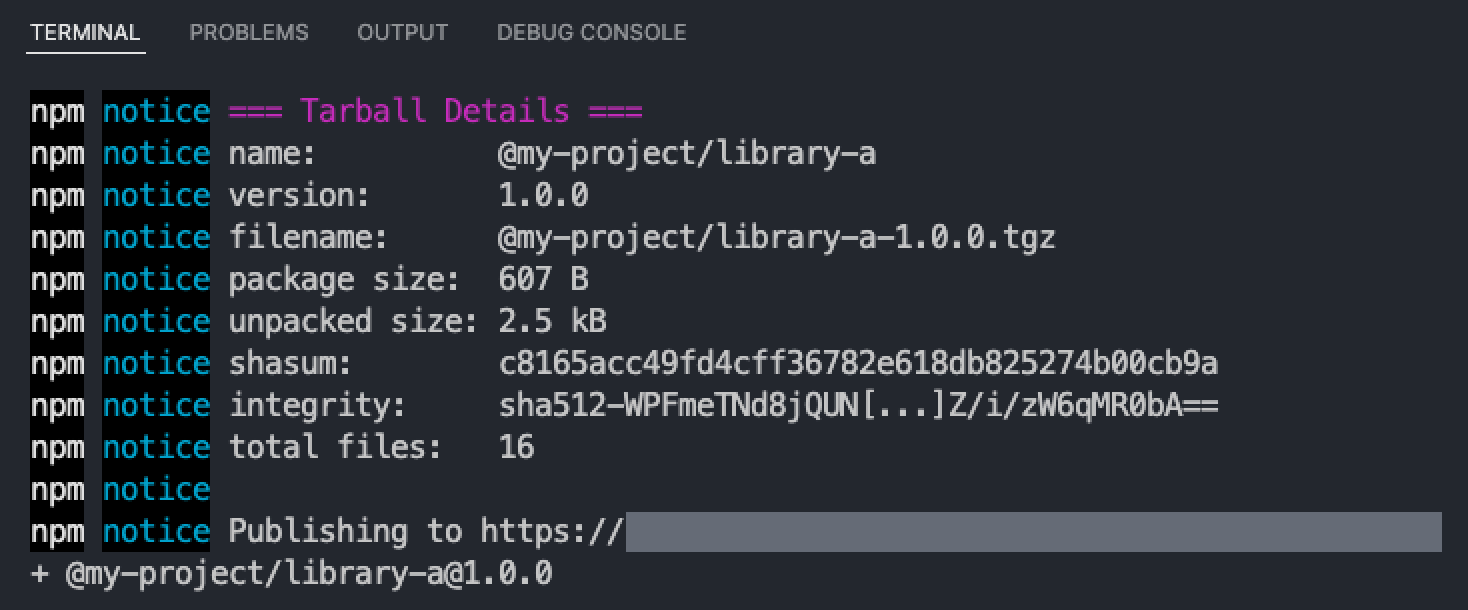 TERMINAL PROBLEMS OUTPUT DEBUG CONSOLE
npm notice === Tarball Details ===
npm notice name: @my-project/library-a
npm notice version: 1.0.0
npm notice filename: @my-project/library-a-1.0.0.tgz
npm notice package size: 607 B
npm notice unpacked size: 2.5 kB
npm notice shasum: c8165acc49fd4cff36782e618db825274b00cb9a
npm notice integrity: sha512-WPFmeTNd8jQUN[...]Z/i/zW6qMR0bA==
npm notice total files: 16
npm notice
npm notice Publishing to https://
+ @my-project/library-a@1.0.0